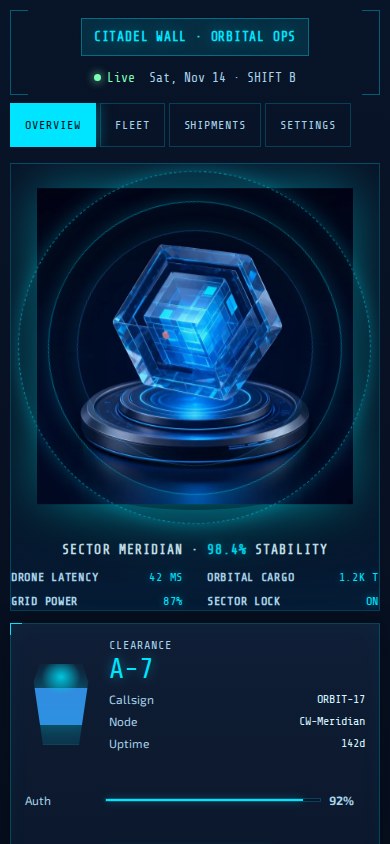 CITADEL WALL · ORBITAL OPS
Live Sat, Nov 14 · SHIFT B
OVERVIEW FLEET SHIPMENTS SETTINGS
SECTOR MERIDIAN · 98.4% STABILITY
DRONE LATENCY 42 MS ORBITAL CARGO 1.2K T
GRID POWER 87% SECTOR LOCK ON
CLEARANCE
A-7
Callsign ORBIT-17
Node CW-Meridian
Uptime 142d
Auth 92%